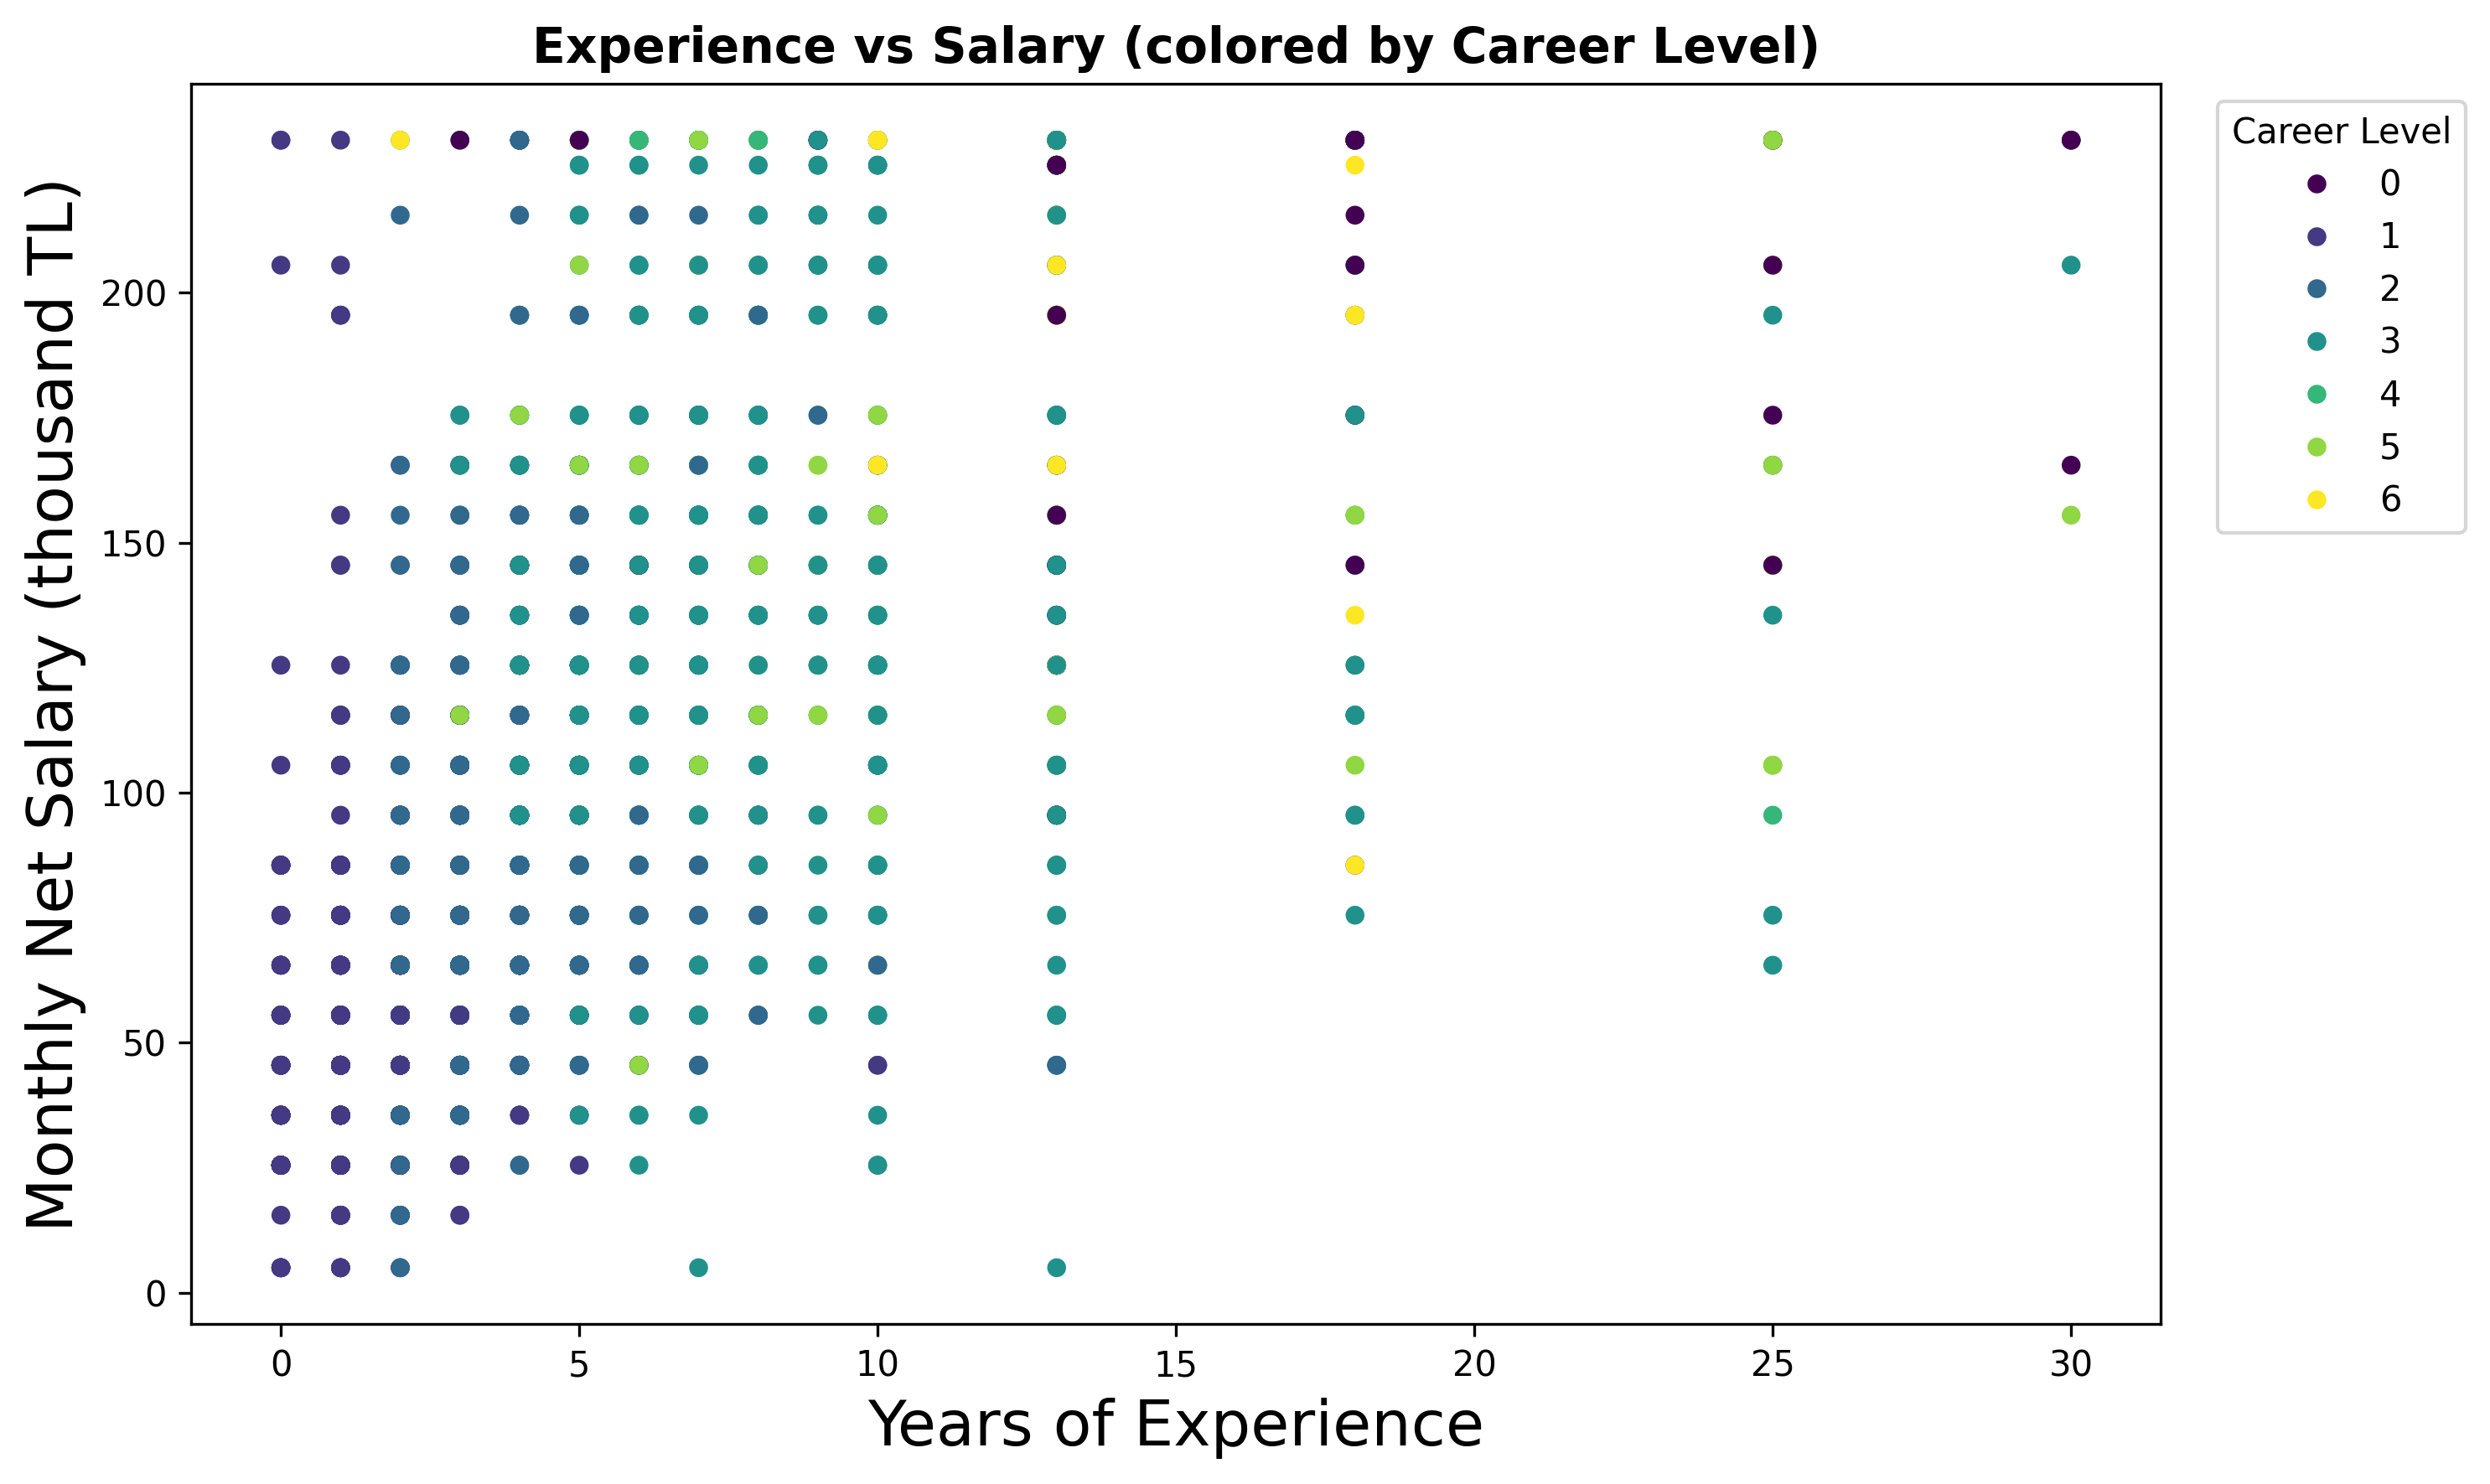 Experience vs Salary (colored by Career Level)
Monthly Net Salary (thousand TL)
200
150
100
50
0
0 5 10 15 20 25 30
Years of Experience
Career Level
0
1
2
3
4
5
6